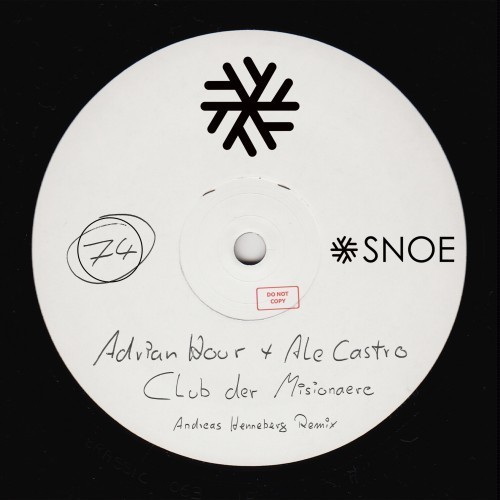 74
SNOE
DO NOT
COPY
Adrian Hour + Ale Castro
Club der Misionaere
Andreas Henneberg Remix